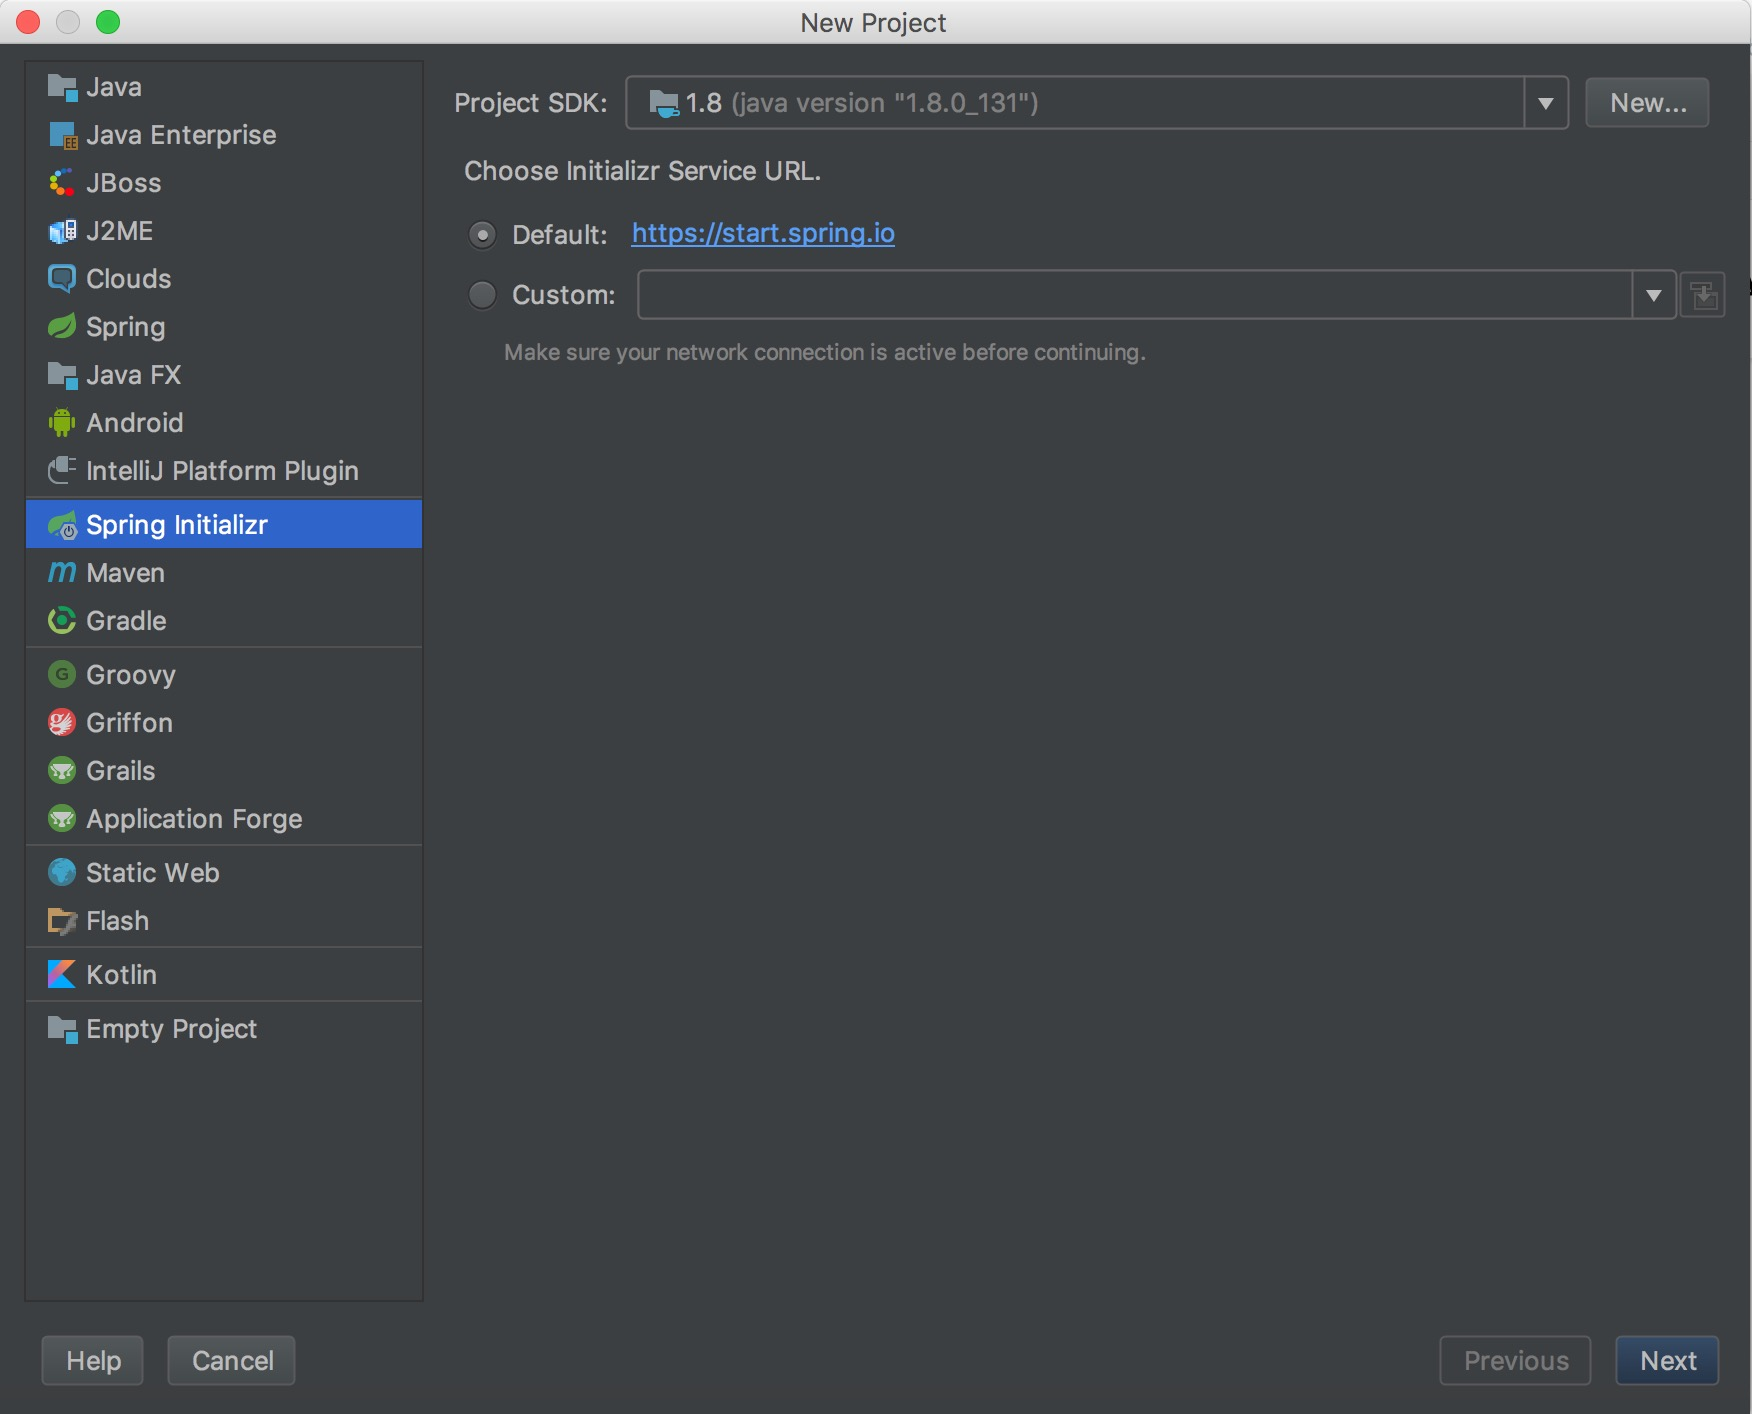 New Project
Java
Java Enterprise
JBoss
J2ME
Clouds
Spring
Java FX
Android
IntelliJ Platform Plugin
Spring Initializr
Maven
Gradle
Groovy
Griffon
Grails
Application Forge
Static Web
Flash
Kotlin
Empty Project
Project SDK: 1.8 (java version "1.8.0_131") New...
Choose Initializr Service URL.
Default: https://start.spring.io
Custom:
Make sure your network connection is active before continuing.
Help Cancel Previous Next